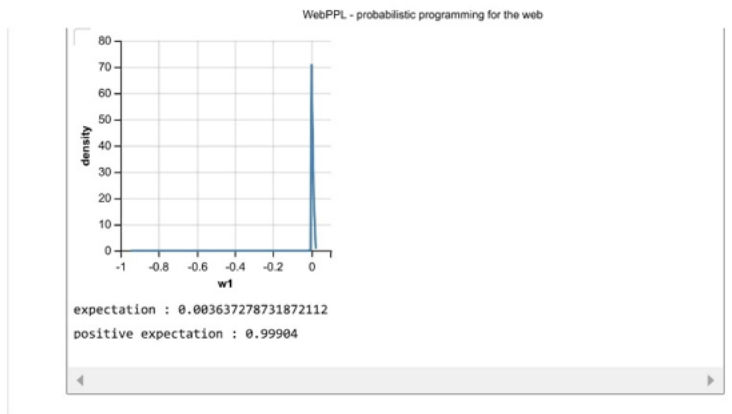 WebPPL - probabilistic programming for the web
80
70
60
50
40
30
20
10
0
density
-1 -0.8 -0.6 -0.4 -0.2 0
w1
expectation : 0.003637278731872112
positive expectation : 0.99904